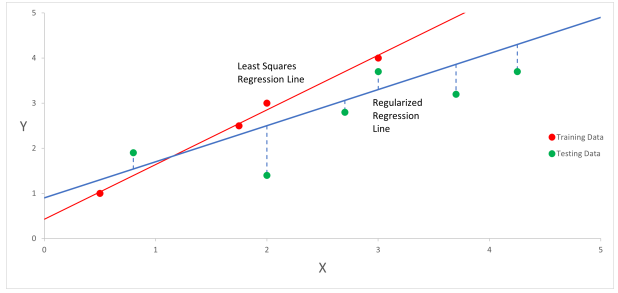 5
4
3
2
1
0
Y
Least Squares
Regression Line
Regularized
Regression
Line
Training Data
Testing Data
0 1 2 3 4 5
X